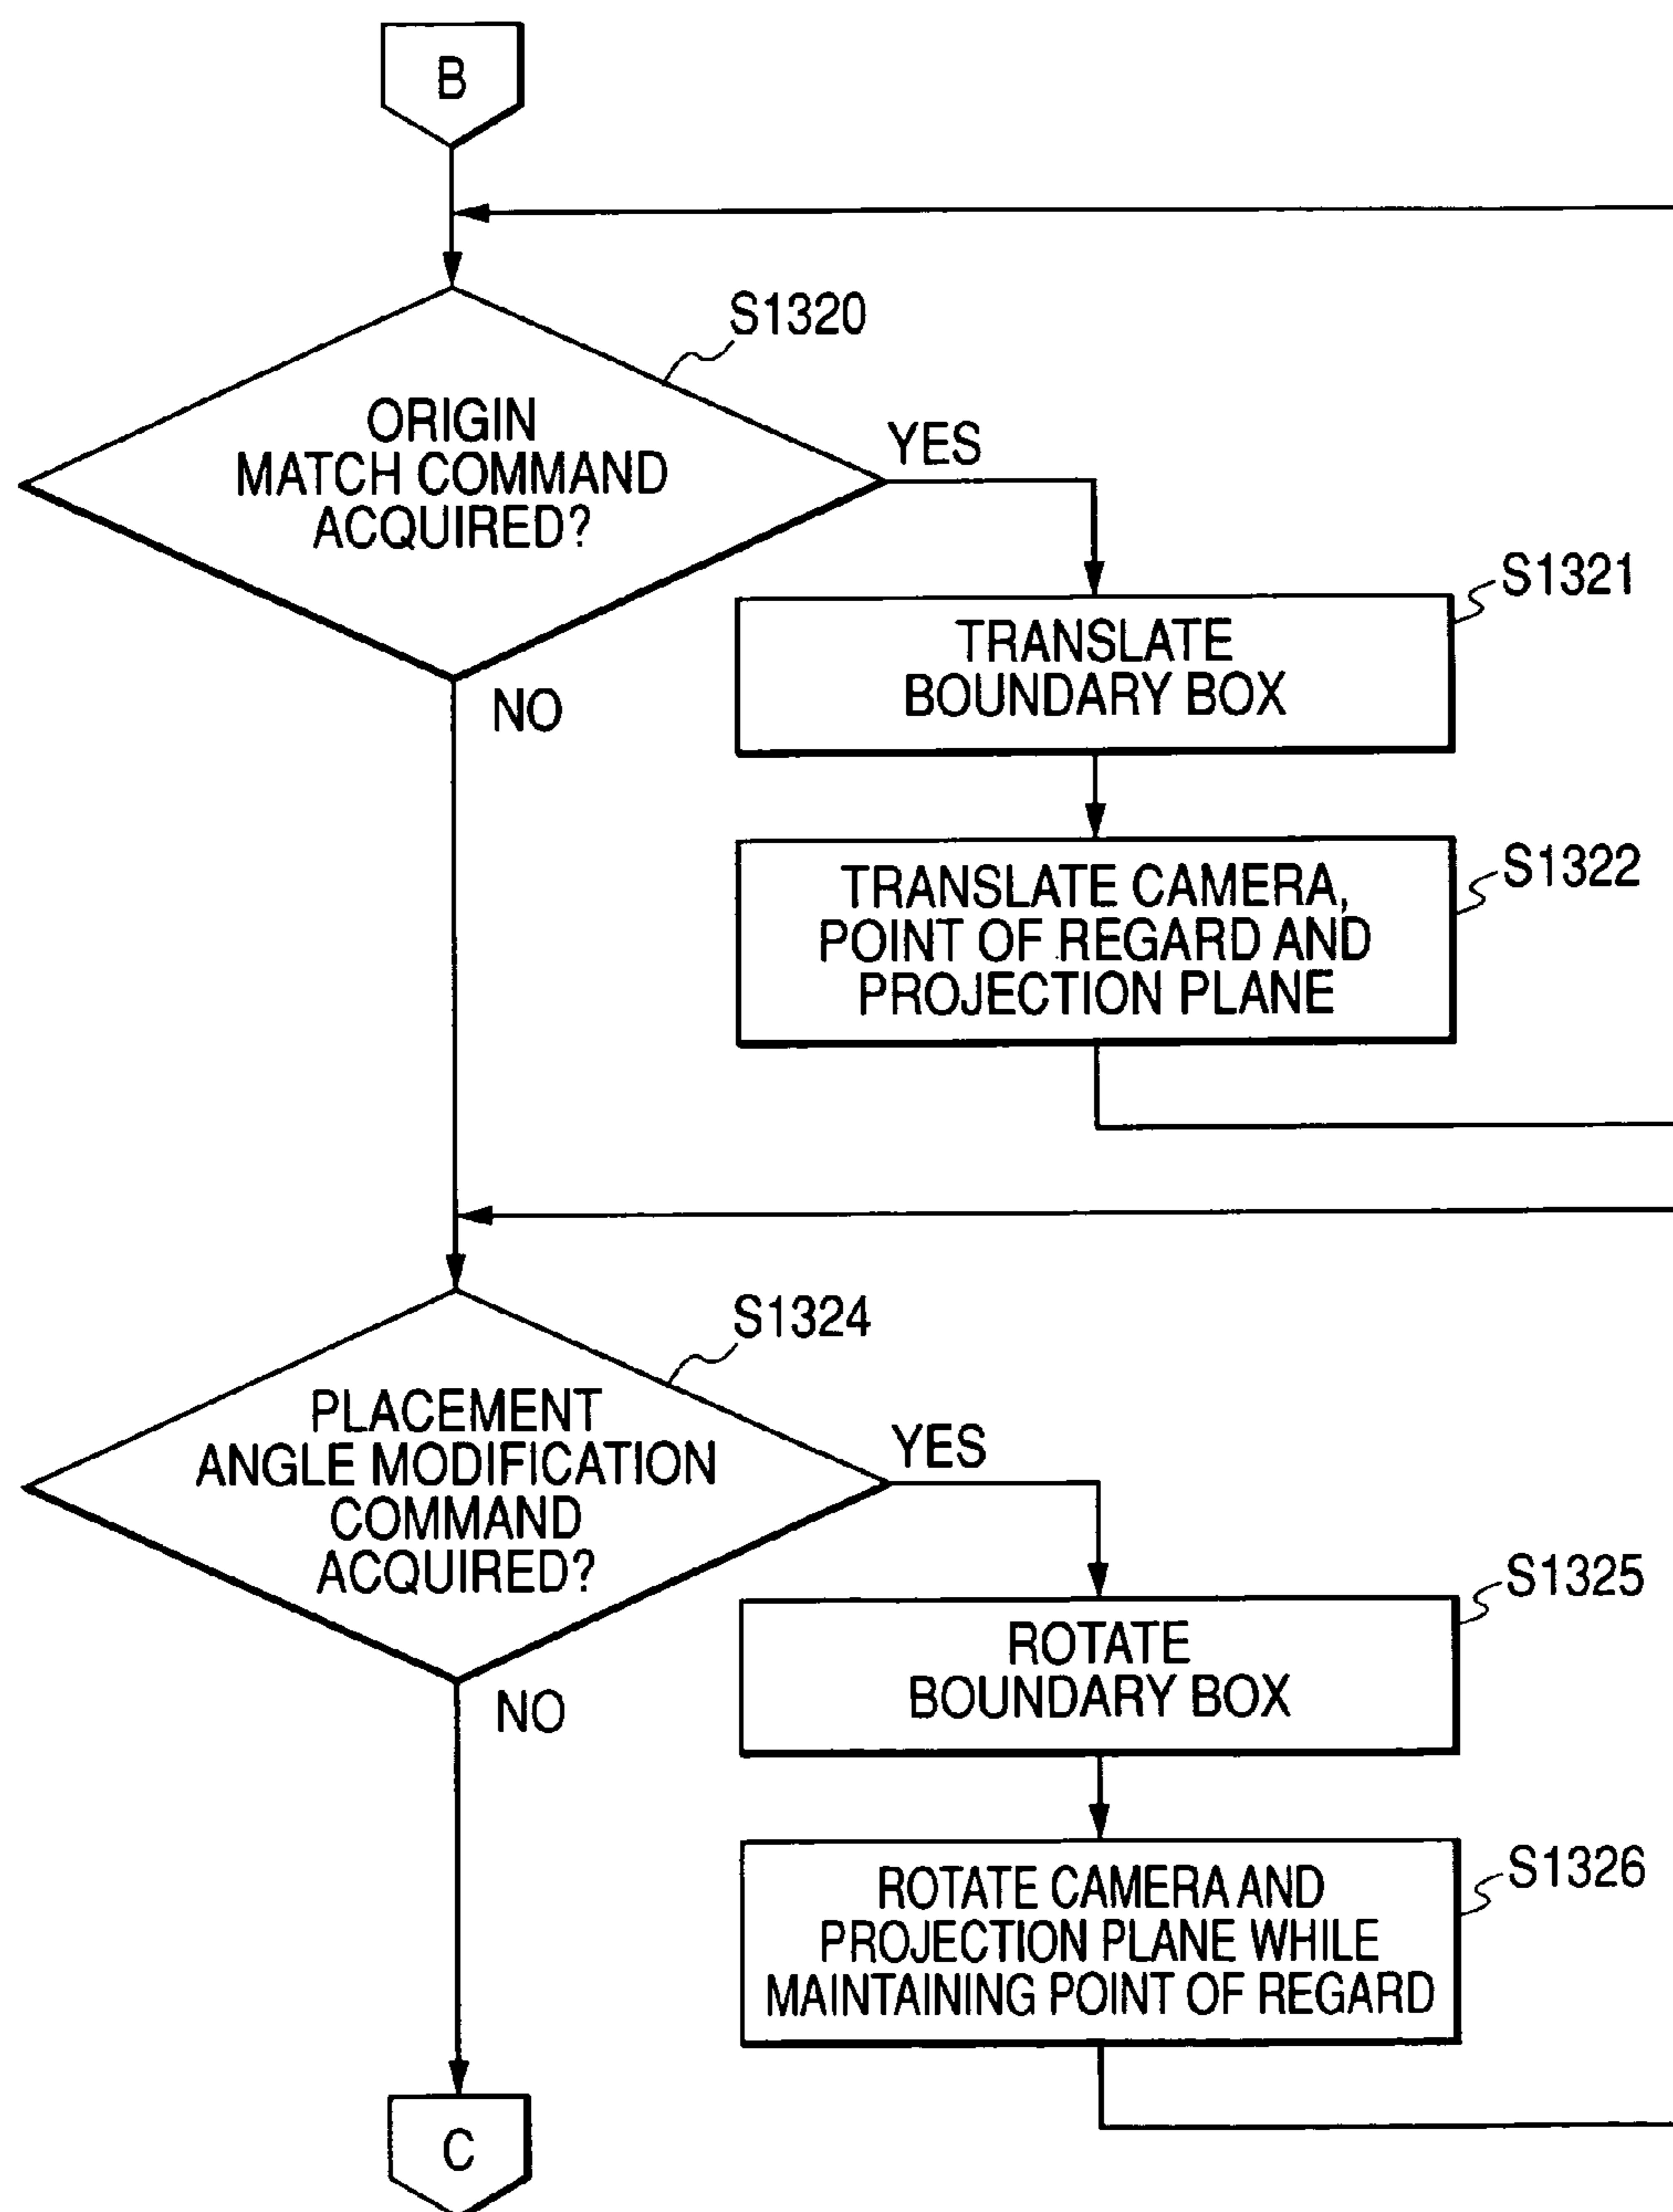 B
S1320
ORIGIN
MATCH COMMAND
ACQUIRED?
YES
NO
S1321
TRANSLATE
BOUNDARY BOX
S1322
TRANSLATE CAMERA,
POINT OF REGARD AND
PROJECTION PLANE
S1324
PLACEMENT
ANGLE MODIFICATION
COMMAND
ACQUIRED?
YES
NO
S1325
ROTATE
BOUNDARY BOX
S1326
ROTATE CAMERA AND
PROJECTION PLANE WHILE
MAINTAINING POINT OF REGARD
C